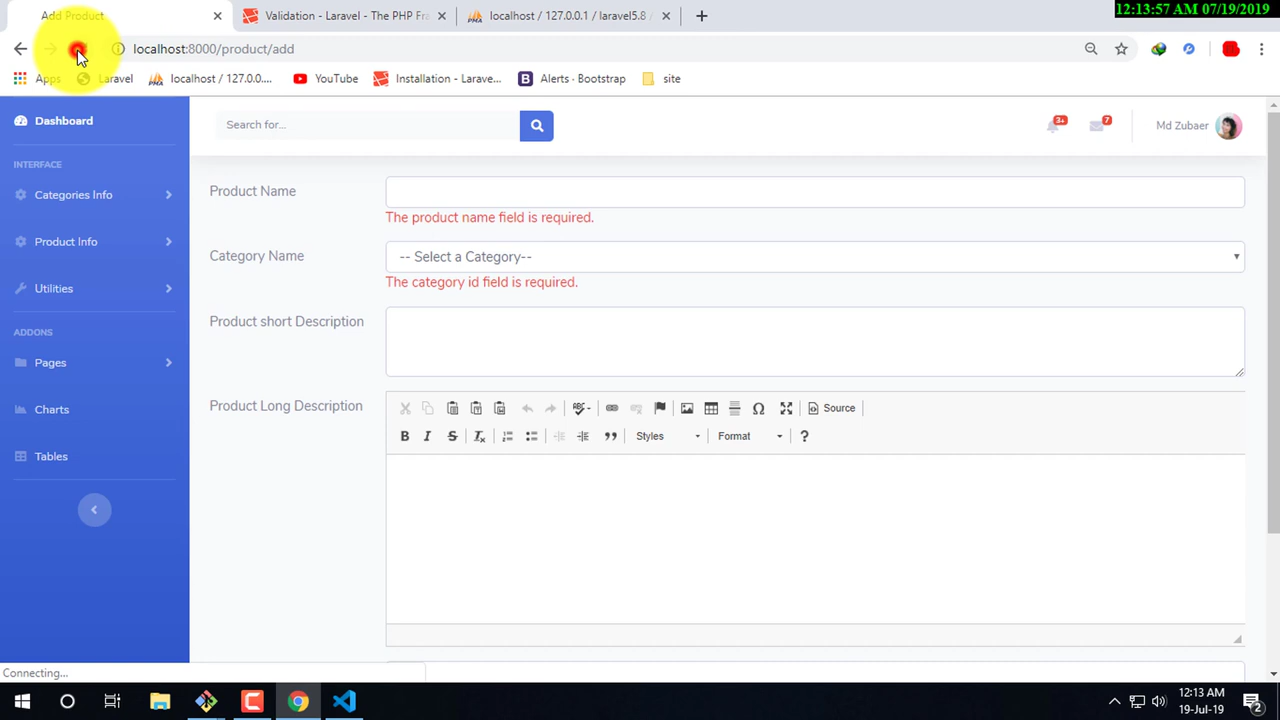 Add Product
Validation - Laravel - The PHP Fra
localhost / 127.0.0.1 / laravel5.8 /
12:13:57 AM 07/19/2019
localhost:8000/product/add
Apps
Laravel
localhost / 127.0.0....
YouTube
Installation - Larave...
Alerts · Bootstrap
site
Dashboard
Search for...
3+
7
Md Zubaer
INTERFACE
Categories Info
Product Info
Utilities
ADDONS
Pages
Charts
Tables
Product Name
The product name field is required.
Category Name
-- Select a Category--
The category id field is required.
Product short Description
Product Long Description
Source
Styles
Format
Connecting...
12:13 AM
19-Jul-19
2